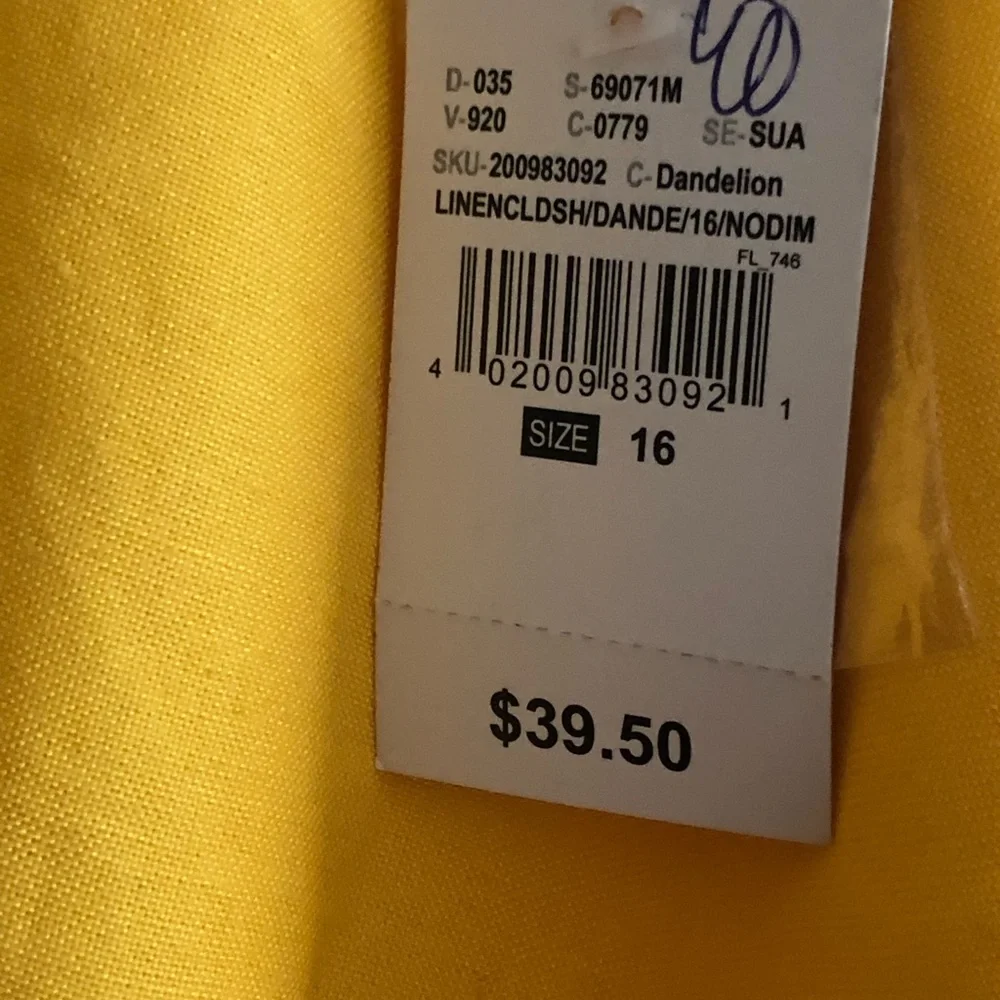 D-035 S-69071M
V-920 C-0779 SE-SUA
SKU-200983092 C-Dandelion
LINENCLDSH/DANDE/16/NODIM
FL_746
4 02009 83092 1
SIZE 16
$39.50